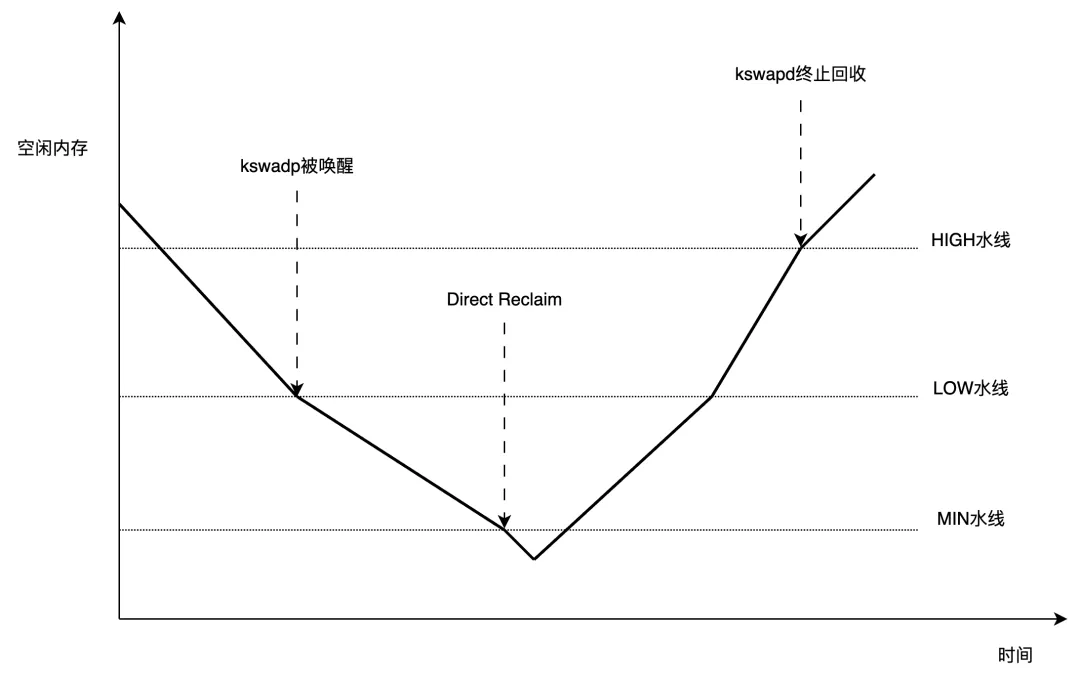 kswapd终止回收
空闲内存
kswadp被唤醒
HIGH水线
Direct Reclaim
LOW水线
MIN水线
时间